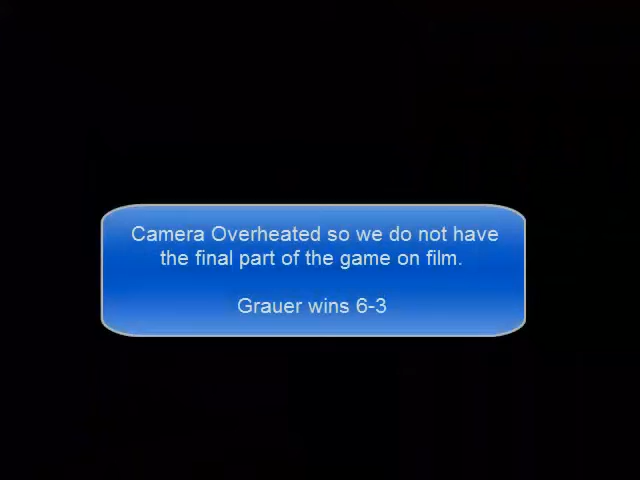 Camera Overheated so we do not have
the final part of the game on film.
Grauer wins 6-3